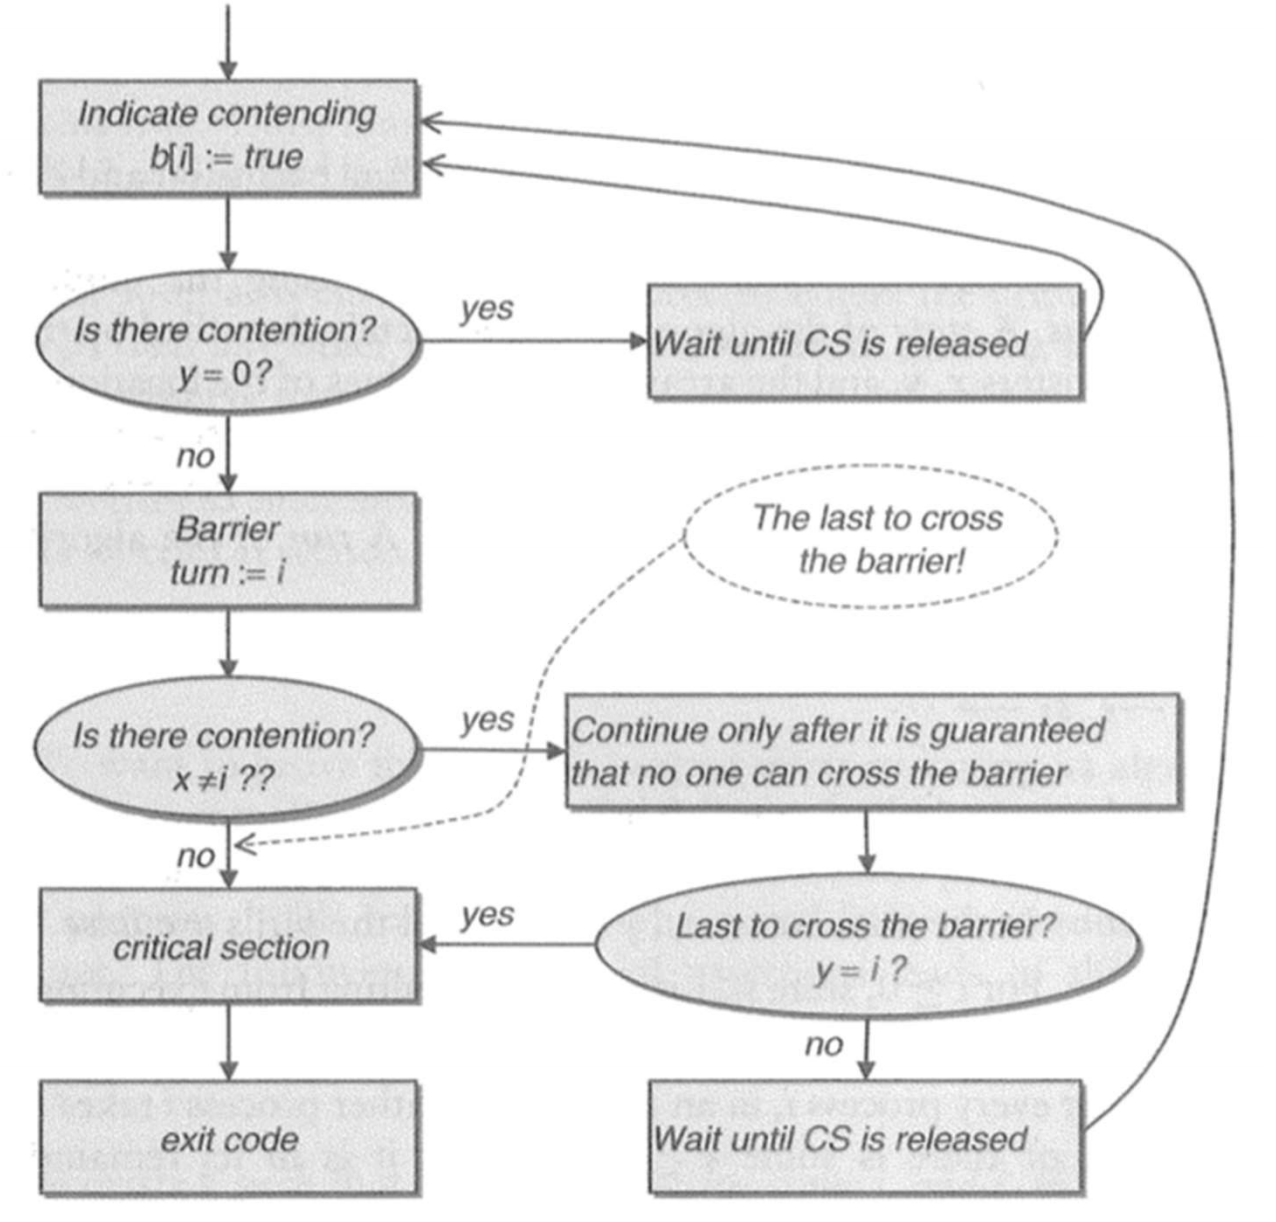 Indicate contending
b[i] := true
Is there contention?
y = 0?
yes
Wait until CS is released
no
Barrier
turn := i
The last to cross
the barrier!
Is there contention?
x ≠ i ??
yes
Continue only after it is guaranteed
that no one can cross the barrier
no
critical section
yes
Last to cross the barrier?
y = i ?
no
exit code
Wait until CS is released